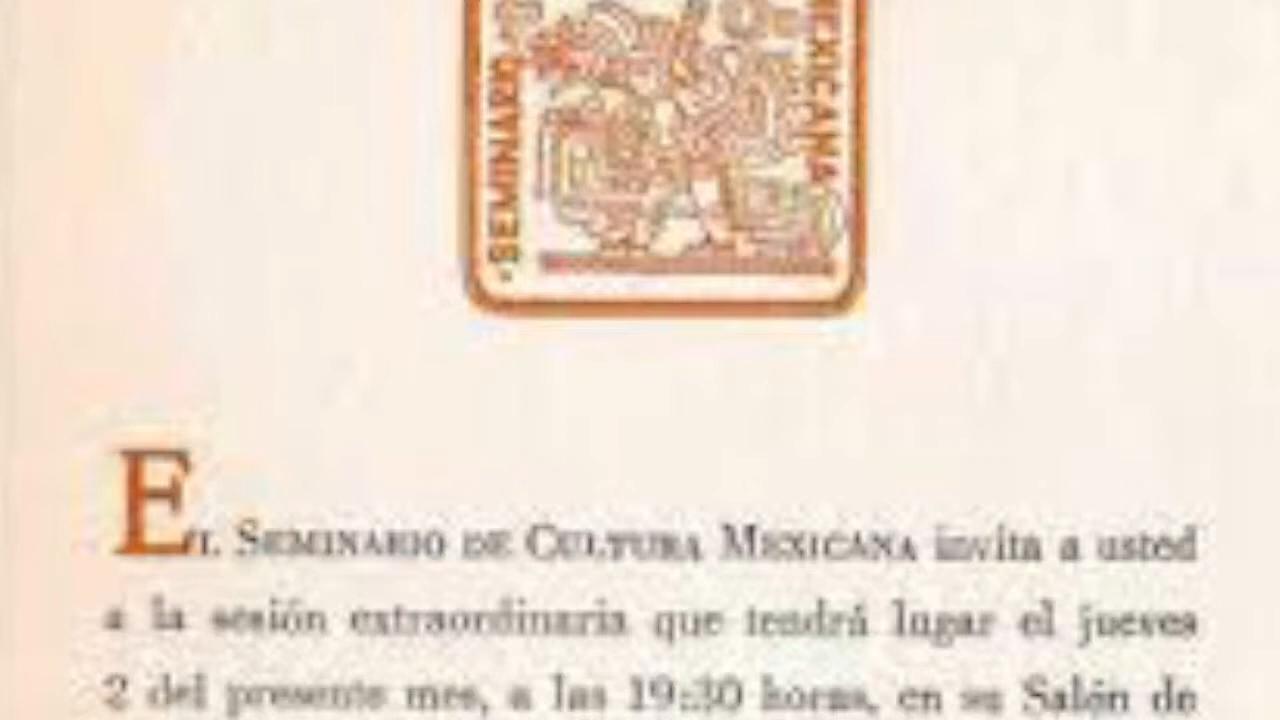 · SEMINARIO
MEXICANA
EL SEMINARIO DE CULTURA MEXICANA invita a usted
a la sesión extraordinaria que tendrá lugar el jueves
2 del presente mes, a las 19:30 horas, en su Salón de